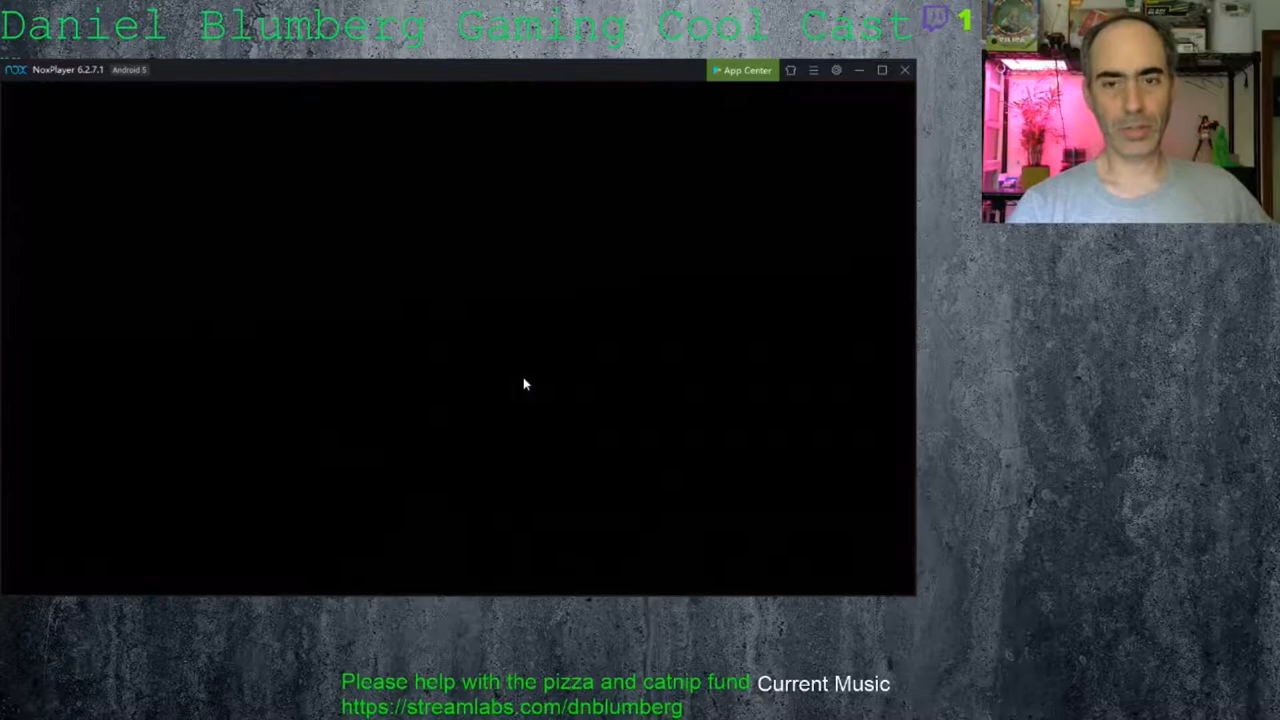 Daniel Blumberg Gaming Cool Cast 1
nox NoxPlayer 6.2.7.1 Android 5 App Center
Please help with the pizza and catnip fund Current Music
https://streamlabs.com/dnblumberg